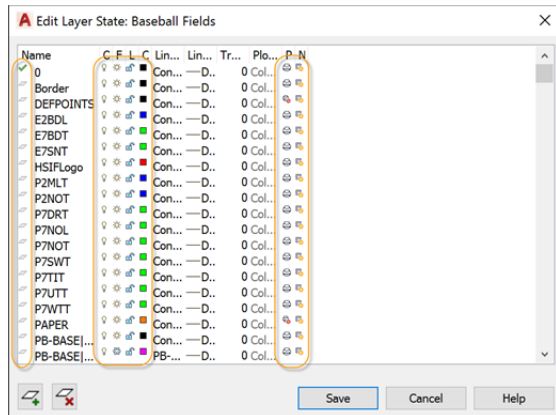 A Edit Layer State: Baseball Fields
Name C F L C Lin... Lin... Tr... Plo... P N
0 Con... D.. 0 Col...
Border Con... D.. 0 Col...
DEFPOINTS Con... D.. 0 Col...
E2BDL Con... D.. 0 Col...
E7BDT Con... D.. 0 Col...
E7SNT Con... D.. 0 Col...
HSIFLogo Con... D.. 0 Col...
P2MLT Con... D.. 0 Col...
P2NOT Con... D.. 0 Col...
P7DRT Con... D.. 0 Col...
P7NOL Con... D.. 0 Col...
P7NOT Con... D.. 0 Col...
P7SWT Con... D.. 0 Col...
P7TIT Con... D.. 0 Col...
P7UTT Con... D.. 0 Col...
P7WTT Con... D.. 0 Col...
PAPER Con... D.. 0 Col...
PB-BASE|... Con... D.. 0 Col...
PB-BASE|... PB-... D.. 0 Col...
Save Cancel Help